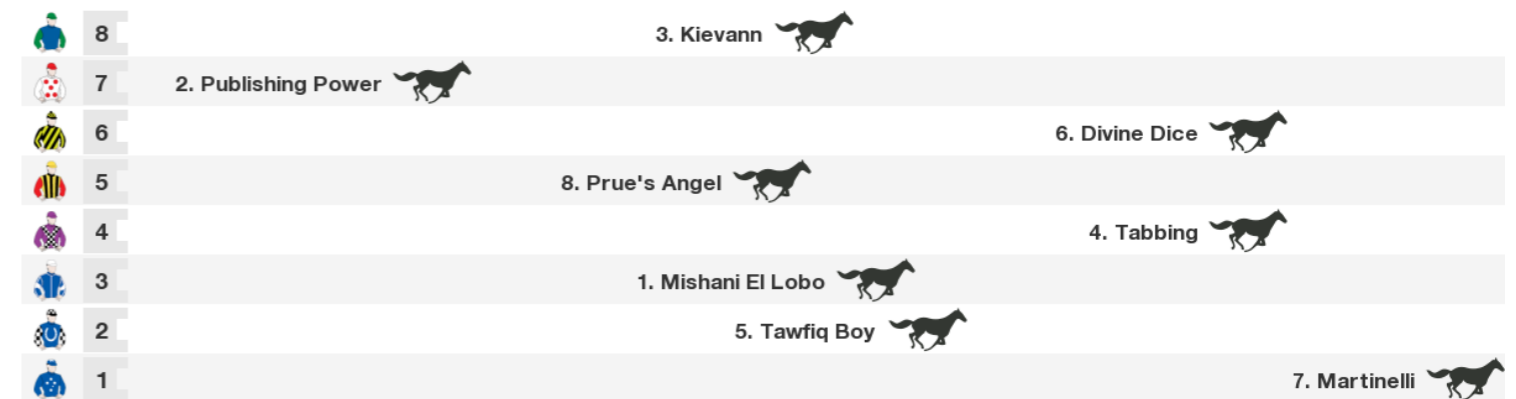 8 3. Kievann
7 2. Publishing Power
6 6. Divine Dice
5 8. Prue's Angel
4 4. Tabbing
3 1. Mishani El Lobo
2 5. Tawfiq Boy
1 7. Martinelli